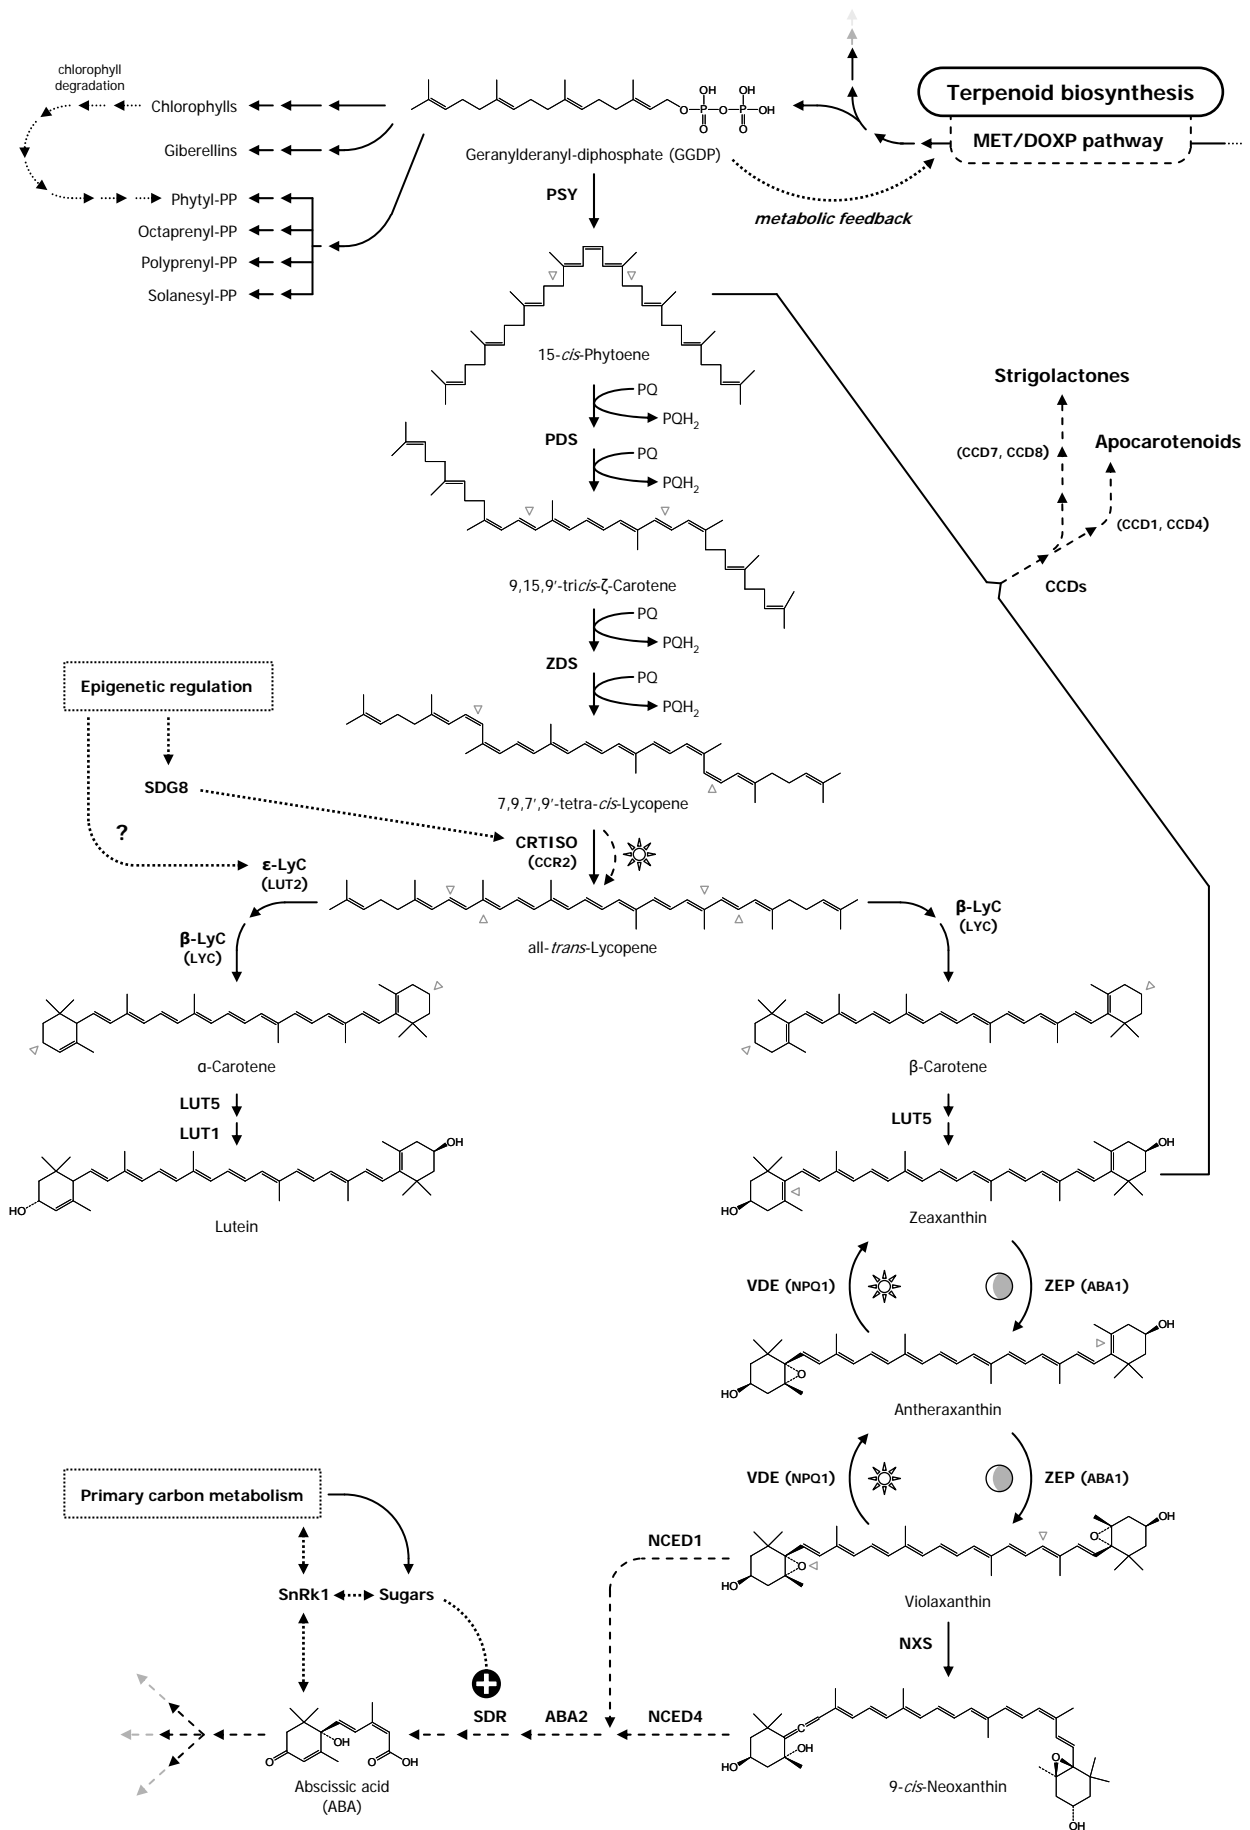 chlorophyll
degradation
Chlorophylls
Giberellins
Phytyl-PP
Octaprenyl-PP
Polyprenyl-PP
Solanesyl-PP
OH OH
O P O P OH
O O
Geranylderanyl-diphosphate (GGDP)
Terpenoid biosynthesis
MET/DOXP pathway
metabolic feedback
PSY
15-cis-Phytoene
PQ
PQH2
PDS
PQ
PQH2
9,15,9'-tricis-ζ-Carotene
Strigolactones
Apocarotenoids
(CCD7, CCD8)
(CCD1, CCD4)
CCDs
PQ
PQH2
ZDS
PQ
PQH2
Epigenetic regulation
SDG8
?
7,9,7',9'-tetra-cis-Lycopene
CRTISO
(CCR2)
ε-LyC
(LUT2)
β-LyC
(LYC)
all-trans-Lycopene
β-LyC
(LYC)
α-Carotene
β-Carotene
LUT5
LUT1
LUT5
OH
HO
Lutein
OH
HO
Zeaxanthin
VDE (NPQ1)
ZEP (ABA1)
OH
O
HO
Antheraxanthin
VDE (NPQ1)
ZEP (ABA1)
Primary carbon metabolism
SnRk1
Sugars
NCED1
OH
O
O
HO
Violaxanthin
NXS
SDR
ABA2
NCED4
OH
O
O
OH
Abscissic acid
(ABA)
C
OH
HO
O
OH
9-cis-Neoxanthin